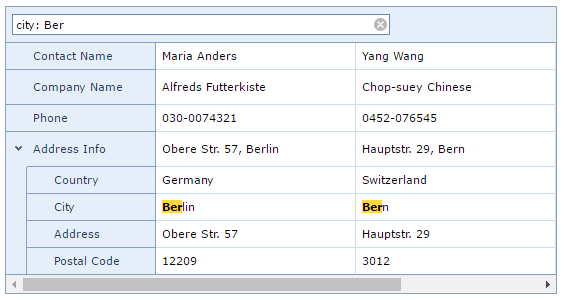 city: Ber
Contact Name Maria Anders Yang Wang
Company Name Alfreds Futterkiste Chop-suey Chinese
Phone 030-0074321 0452-076545
Address Info Obere Str. 57, Berlin Hauptstr. 29, Bern
Country Germany Switzerland
City Berlin Bern
Address Obere Str. 57 Hauptstr. 29
Postal Code 12209 3012